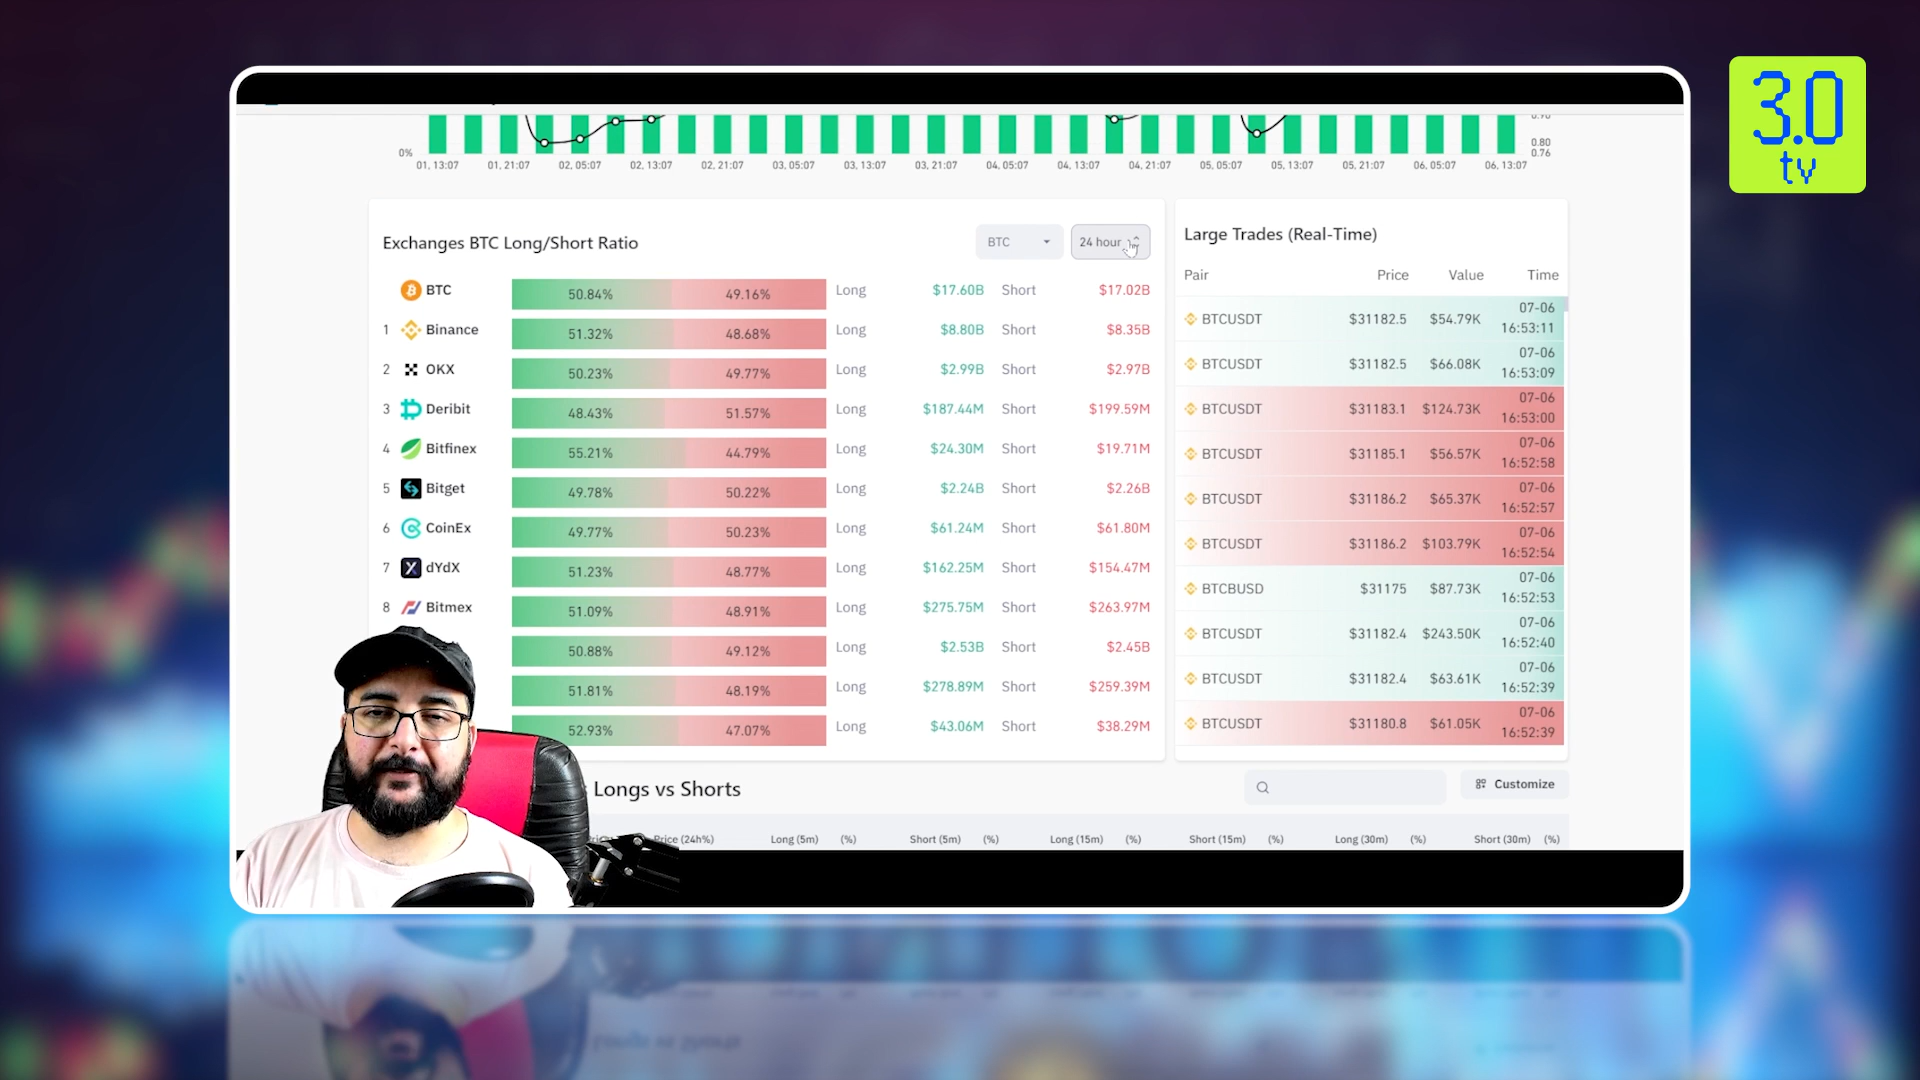 3.0
tv
0.90
0%
0.80
0.76
01, 13:07 01, 21:07 02, 05:07 02, 13:07 02, 21:07 03, 05:07 03, 13:07 03, 21:07 04, 05:07 04, 13:07 04, 21:07 05, 05:07 05, 13:07 05, 21:07 06, 05:07 06, 13:07
Exchanges BTC Long/Short Ratio
BTC
24 hour
BTC 50.84% 49.16% Long $17.60B Short $17.02B
1 Binance 51.32% 48.68% Long $8.80B Short $8.35B
2 OKX 50.23% 49.77% Long $2.99B Short $2.97B
3 Deribit 48.43% 51.57% Long $187.44M Short $199.59M
4 Bitfinex 55.21% 44.79% Long $24.30M Short $19.71M
5 Bitget 49.78% 50.22% Long $2.24B Short $2.26B
6 CoinEx 49.77% 50.23% Long $61.24M Short $61.80M
7 dYdX 51.23% 48.77% Long $162.25M Short $154.47M
8 Bitmex 51.09% 48.91% Long $275.75M Short $263.97M
50.88% 49.12% Long $2.53B Short $2.45B
51.81% 48.19% Long $278.89M Short $259.39M
52.93% 47.07% Long $43.06M Short $38.29M
Large Trades (Real-Time)
Pair Price Value Time
BTCUSDT $31182.5 $54.79K 07-06 16:53:11
BTCUSDT $31182.5 $66.08K 07-06 16:53:09
BTCUSDT $31183.1 $124.73K 07-06 16:53:00
BTCUSDT $31185.1 $56.57K 07-06 16:52:58
BTCUSDT $31186.2 $65.37K 07-06 16:52:57
BTCUSDT $31186.2 $103.79K 07-06 16:52:54
BTCBUSD $31175 $87.73K 07-06 16:52:53
BTCUSDT $31182.4 $243.50K 07-06 16:52:40
BTCUSDT $31182.4 $63.61K 07-06 16:52:39
BTCUSDT $31180.8 $61.05K 07-06 16:52:39
Longs vs Shorts
Customize
Price (24h%) Long (5m) (%) Short (5m) (%) Long (15m) (%) Short (15m) (%) Long (30m) (%) Short (30m) (%)